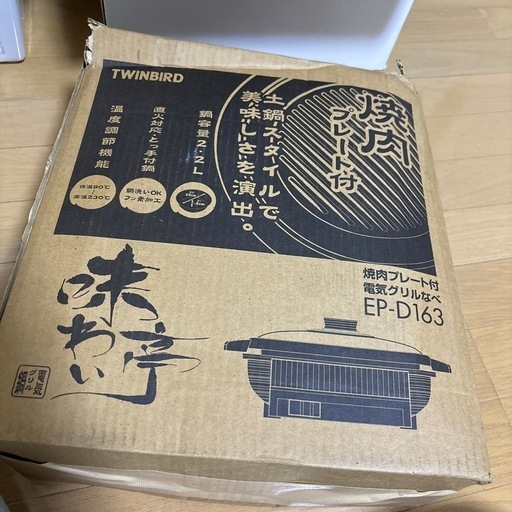 TWINBIRD
焼肉
プレート付
土鍋スタイルで
美味しさを演出。
鍋容量2.2L
直火対応とっ手付鍋
温度調節機能
保温90℃
高温230℃
鍋洗いOK
フッ素加工
味わい亭
電気
グリル
鍋
焼肉プレート付
電気グリルなべ
EP-D163